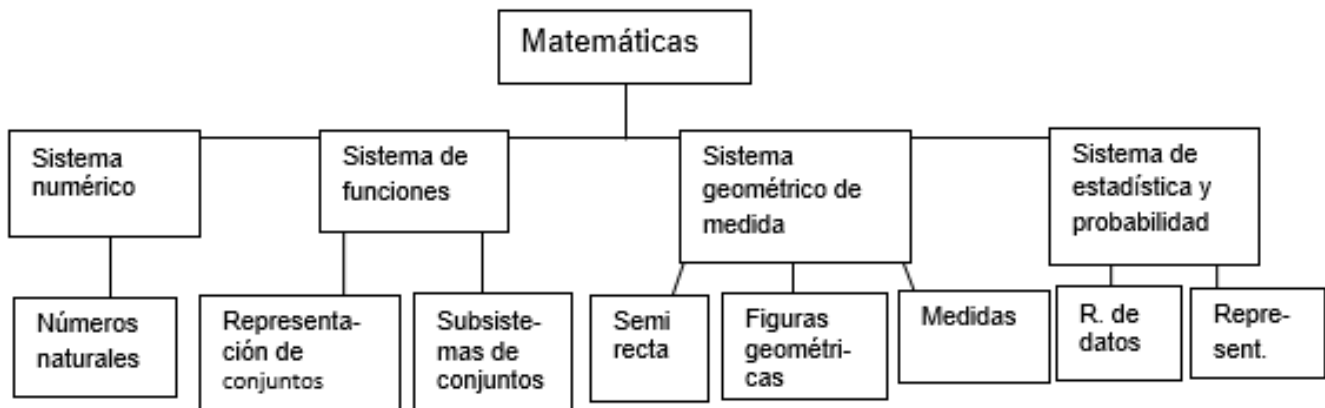 Matemáticas
Sistema
numérico
Sistema de
funciones
Sistema
geométrico de
medida
Sistema de
estadística y
probabilidad
Números
naturales
Representa-
ción de
conjuntos
Subsiste-
mas de
conjuntos
Semi
recta
Figuras
geométri-
cas
Medidas
R. de
datos
Repre-
sent.